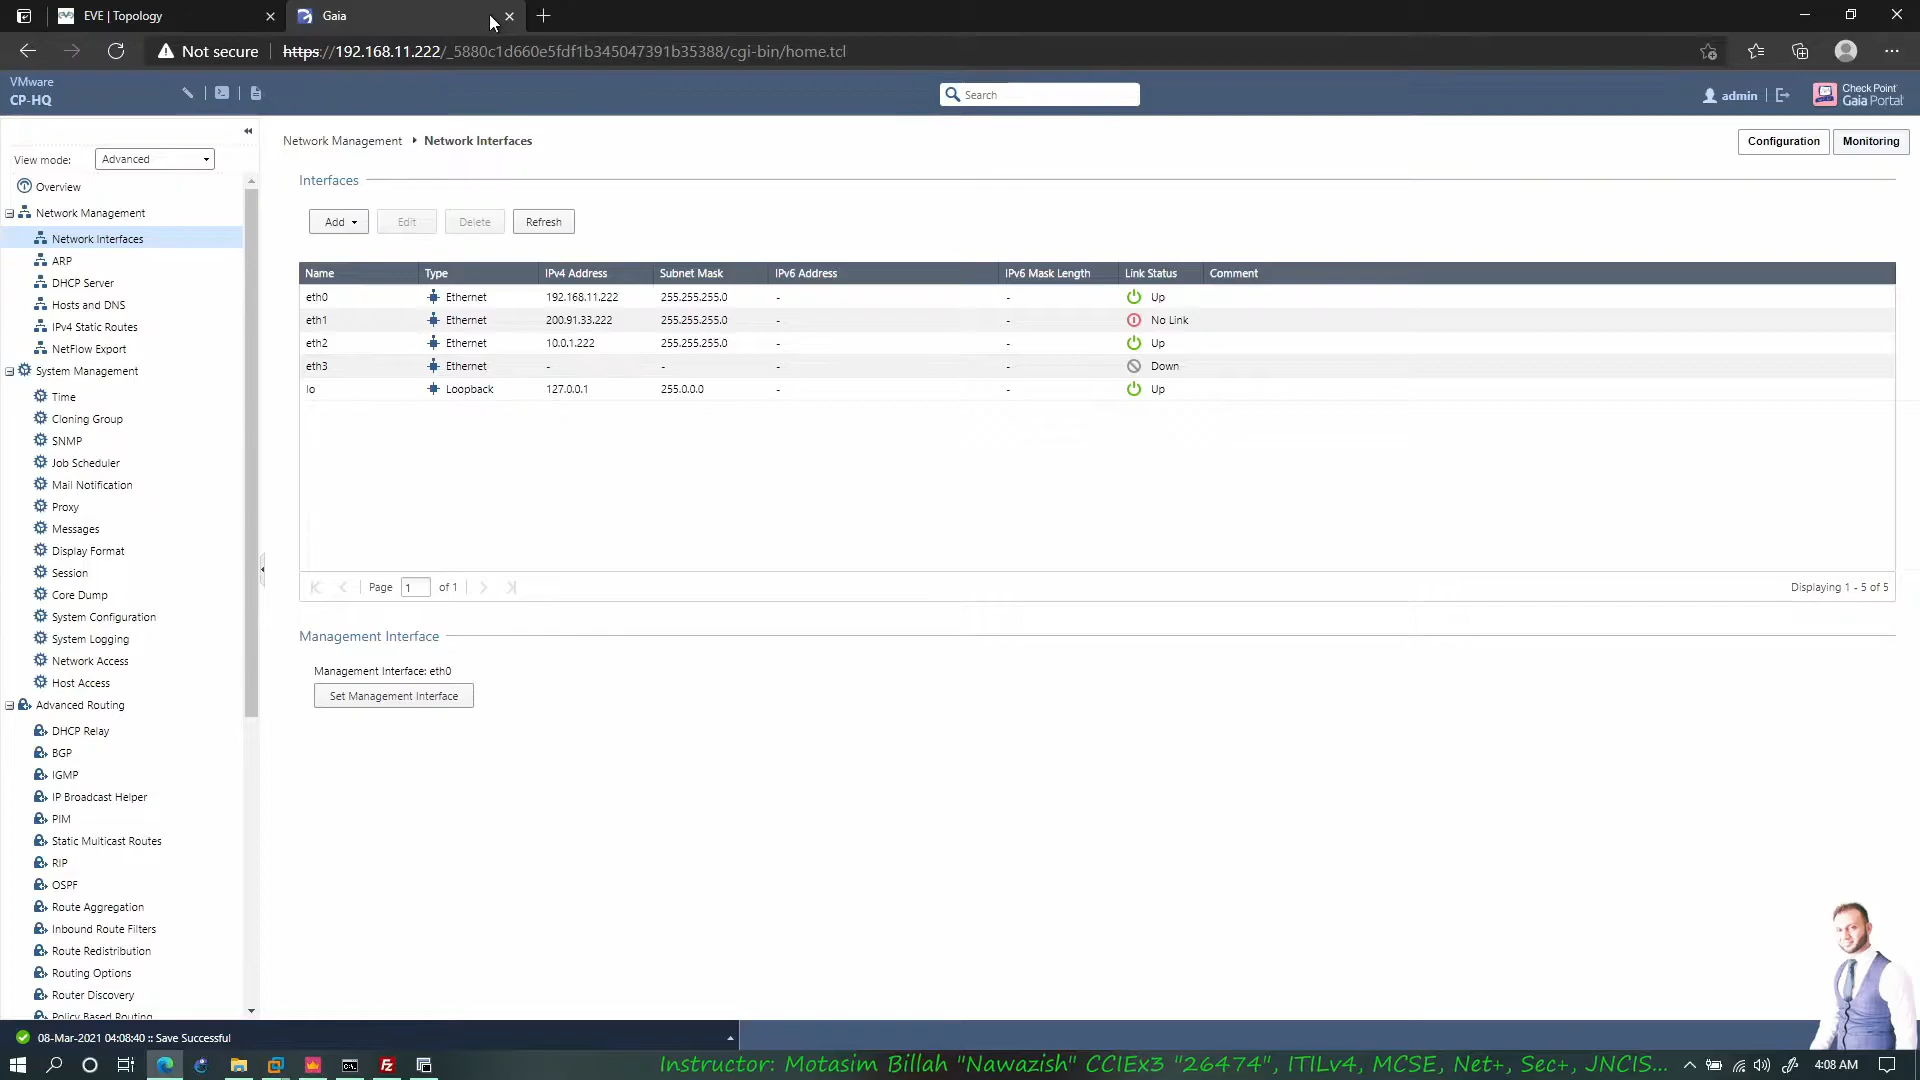 EVE | Topology
Gaia
Not secure
https://192.168.11.222/_5880c1d660e5fdf1b345047391b35388/cgi-bin/home.tcl
VMware
CP-HQ
Search
admin
Check Point
Gaia Portal
View mode:
Advanced
Overview
Network Management
Network Interfaces
ARP
DHCP Server
Hosts and DNS
IPv4 Static Routes
NetFlow Export
System Management
Time
Cloning Group
SNMP
Job Scheduler
Mail Notification
Proxy
Messages
Display Format
Session
Core Dump
System Configuration
System Logging
Network Access
Host Access
Advanced Routing
DHCP Relay
BGP
IGMP
IP Broadcast Helper
PIM
Static Multicast Routes
RIP
OSPF
Route Aggregation
Inbound Route Filters
Route Redistribution
Routing Options
Router Discovery
Policy Based Routing
Network Management Network Interfaces
Configuration
Monitoring
Interfaces
Add
Edit
Delete
Refresh
Name Type IPv4 Address Subnet Mask IPv6 Address IPv6 Mask Length Link Status Comment
eth0 Ethernet 192.168.11.222 255.255.255.0 - - Up
eth1 Ethernet 200.91.33.222 255.255.255.0 - - No Link
eth2 Ethernet 10.0.1.222 255.255.255.0 - - Up
eth3 Ethernet - - - - Down
lo Loopback 127.0.0.1 255.0.0.0 - - Up
Page 1 of 1
Displaying 1 - 5 of 5
Management Interface
Management Interface: eth0
Set Management Interface
08-Mar-2021 04:08:40 :: Save Successful
Instructor: Motasim Billah "Nawazish" CCIEx3 "26474", ITILv4, MCSE, Net+, Sec+, JNCIS...
4:08 AM